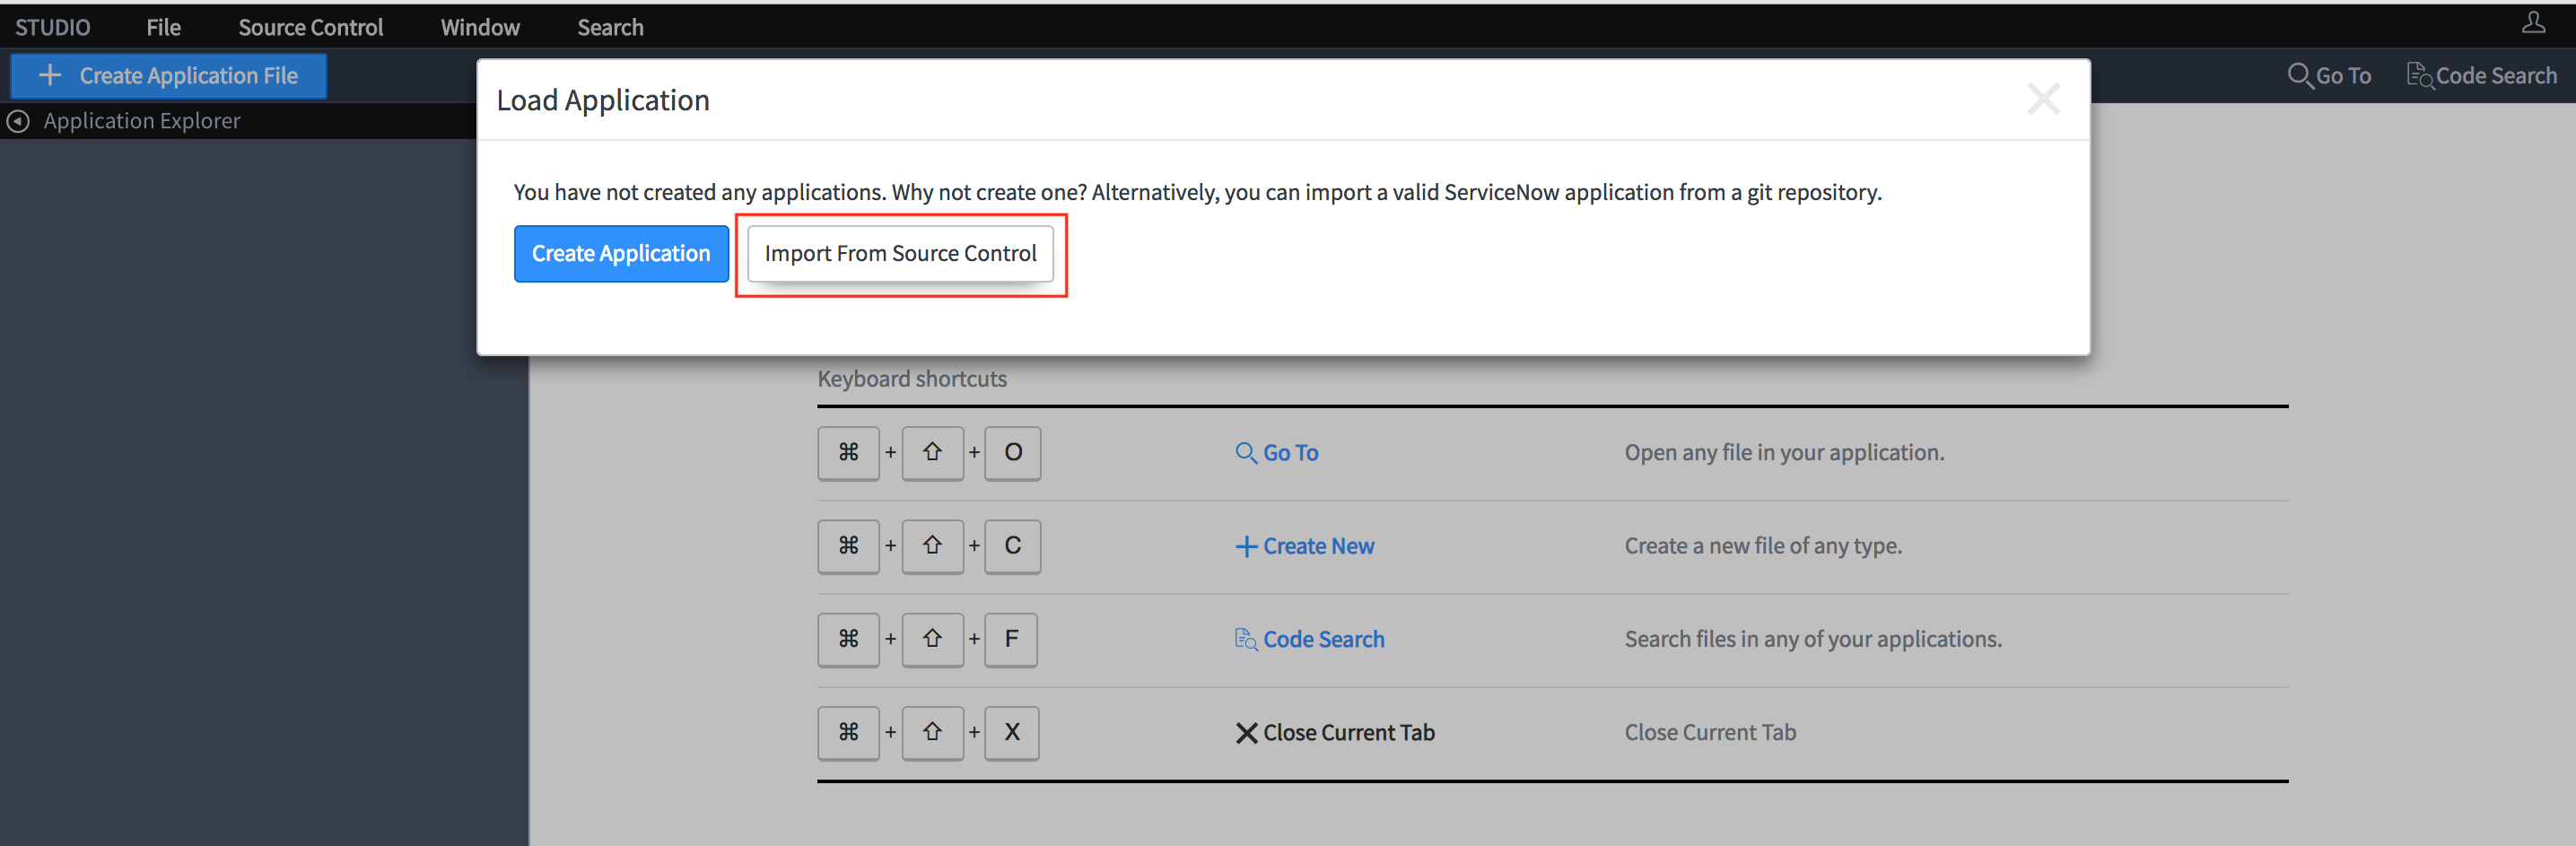 STUDIO File Source Control Window Search
Create Application File
Go To Code Search
Application Explorer
Load Application
You have not created any applications. Why not create one? Alternatively, you can import a valid ServiceNow application from a git repository.
Create Application Import From Source Control
Keyboard shortcuts
⌘ + ⇧ + O Go To Open any file in your application.
⌘ + ⇧ + C Create New Create a new file of any type.
⌘ + ⇧ + F Code Search Search files in any of your applications.
⌘ + ⇧ + X Close Current Tab Close Current Tab